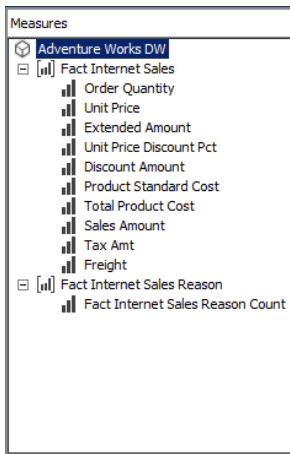 Measures
Adventure Works DW
Fact Internet Sales
Order Quantity
Unit Price
Extended Amount
Unit Price Discount Pct
Discount Amount
Product Standard Cost
Total Product Cost
Sales Amount
Tax Amt
Freight
Fact Internet Sales Reason
Fact Internet Sales Reason Count